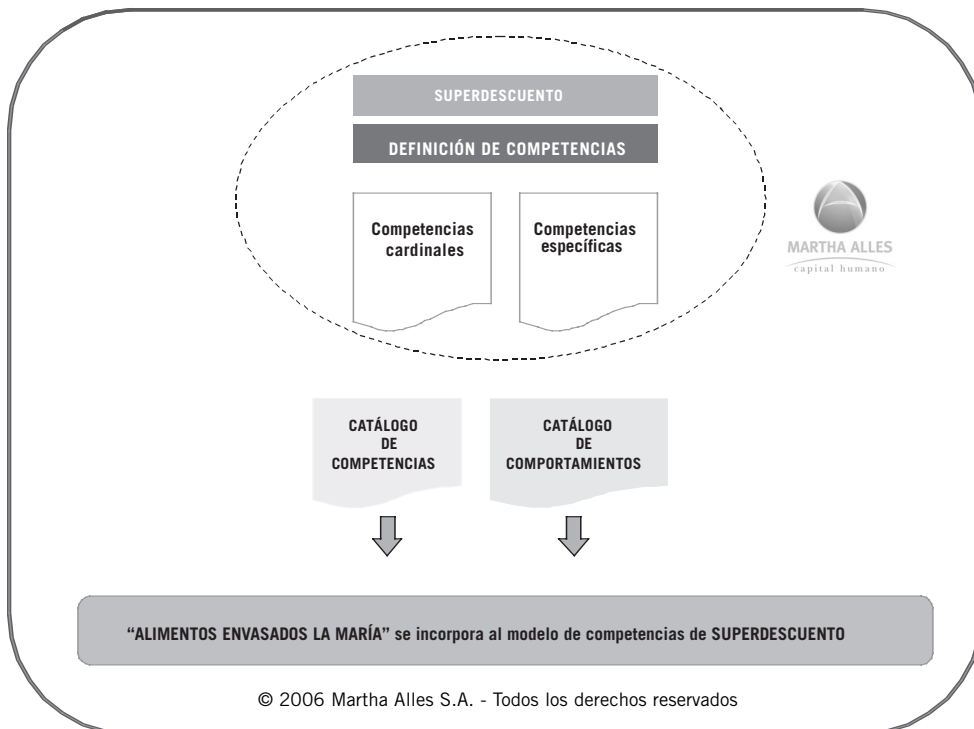 SUPERDESCUENTO
DEFINICIÓN DE COMPETENCIAS
Competencias
cardinales
Competencias
específicas
MARTHA ALLES
capital humano
CATÁLOGO
DE
COMPETENCIAS
CATÁLOGO
DE
COMPORTAMIENTOS
“ALIMENTOS ENVASADOS LA MARÍA” se incorpora al modelo de competencias de SUPERDESCUENTO
© 2006 Martha Alles S.A. - Todos los derechos reservados